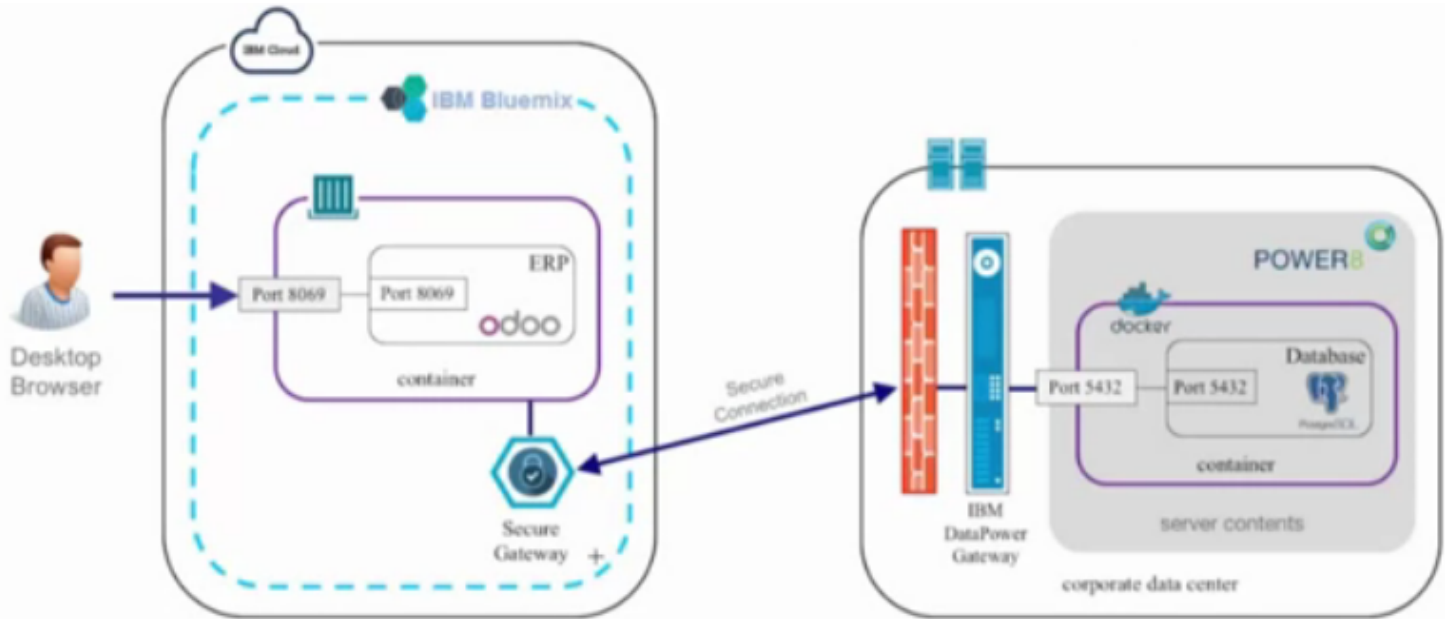 IBM Cloud
IBM Bluemix
Desktop
Browser
Port 8069
Port 8069
ERP
odoo
container
Secure
Gateway
+
Secure
Connection
IBM
DataPower
Gateway
POWER8
docker
Port 5432
Port 5432
Database
PostgreSQL
container
server contents
corporate data center